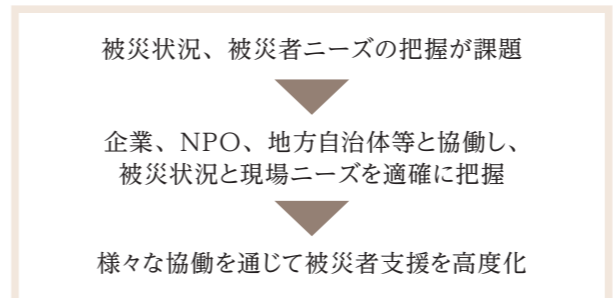 被災状況、被災者ニーズの把握が課題
企業、NPO、地方自治体等と協働し、
被災状況と現場ニーズを適確に把握
様々な協働を通じて被災者支援を高度化